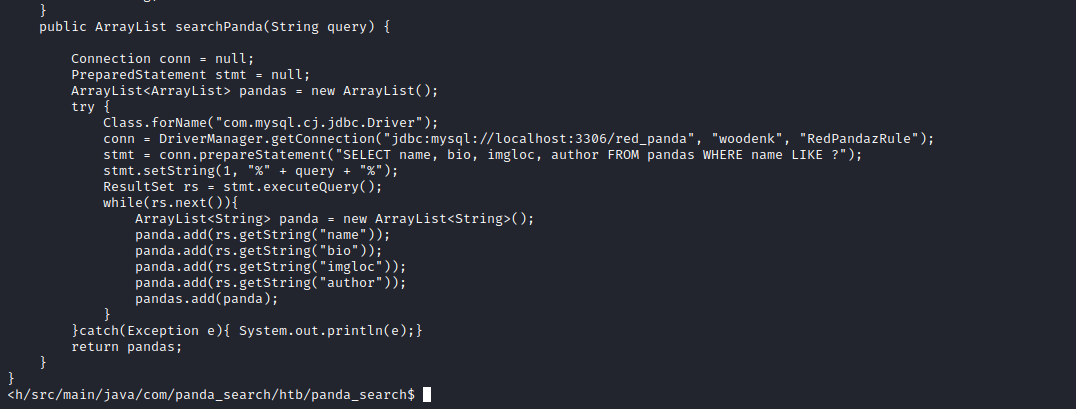 }
    public ArrayList searchPanda(String query) {

        Connection conn = null;
        PreparedStatement stmt = null;
        ArrayList<ArrayList> pandas = new ArrayList();
        try {
            Class.forName("com.mysql.cj.jdbc.Driver");
            conn = DriverManager.getConnection("jdbc:mysql://localhost:3306/red_panda", "woodenk", "RedPandazRule");
            stmt = conn.prepareStatement("SELECT name, bio, imgloc, author FROM pandas WHERE name LIKE ?");
            stmt.setString(1, "%" + query + "%");
            ResultSet rs = stmt.executeQuery();
            while(rs.next()){
                ArrayList<String> panda = new ArrayList<String>();
                panda.add(rs.getString("name"));
                panda.add(rs.getString("bio"));
                panda.add(rs.getString("imgloc"));
                panda.add(rs.getString("author"));
                pandas.add(panda);
            }
        }catch(Exception e){ System.out.println(e);}
        return pandas;
    }
}
<h/src/main/java/com/panda_search/htb/panda_search$